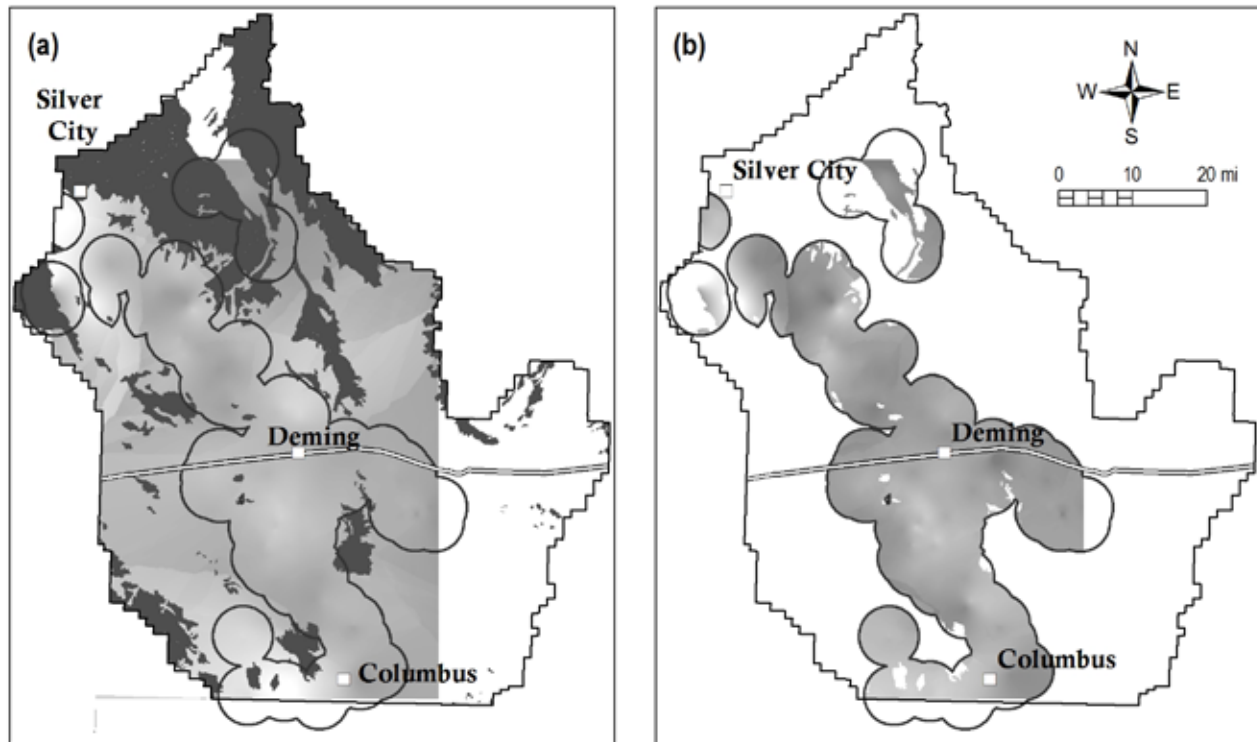 (a)
Silver
City
Deming
Columbus
(b)
N
W E
S
0 10 20 mi
Silver City
Deming
Columbus